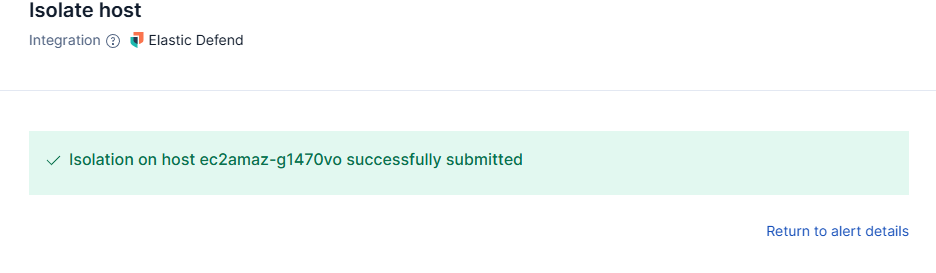 Isolate host
Integration Elastic Defend
Isolation on host ec2amaz-g1470vo successfully submitted
Return to alert details